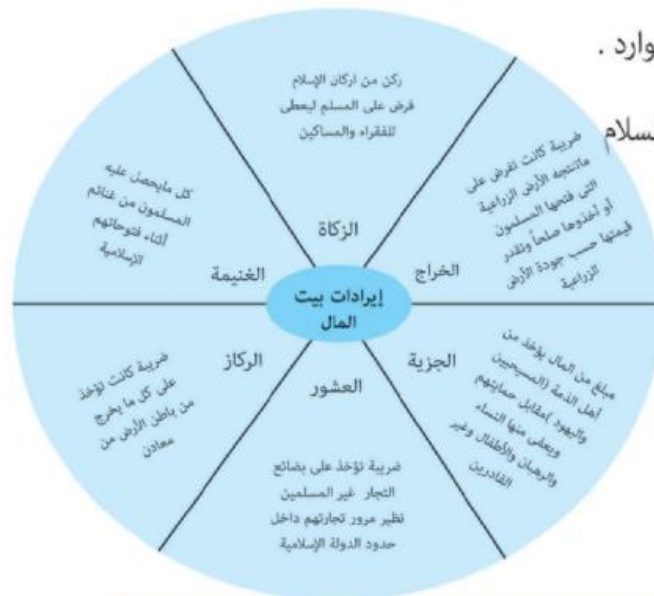 وارد .
لسلام
ركن من اركان الإسلام
فرض على المسلم ليعطى
للفقراء والمساكين
الزكاة
ضريبة كانت تفرض على
ماتنتجه الأرض الزراعية
التى فتحها المسلمون
أو أخذوها صلحاً وتقدر
قيمتها حسب جودة الأرض
الزراعية
الخراج
مبلغ من المال يؤخذ من
أهل الذمة (المسيحيين
واليهود )مقابل حمايتهم
ويعفى منها النساء
والرهبان والأطفال وغير
القادرين
الجزية
العشور
ضريبة تؤخذ على بضائع
التجار غير المسلمين
نظير مرور تجارتهم داخل
حدود الدولة الإسلامية
الركاز
ضريبة كانت تؤخذ
على كل ما يخرج
من باطن الأرض من
معادن
كل مايحصل عليه
المسلمون من غنائم
أثناء فتوحاتهم
الإسلامية
الغنيمة
إيرادات بيت
المال